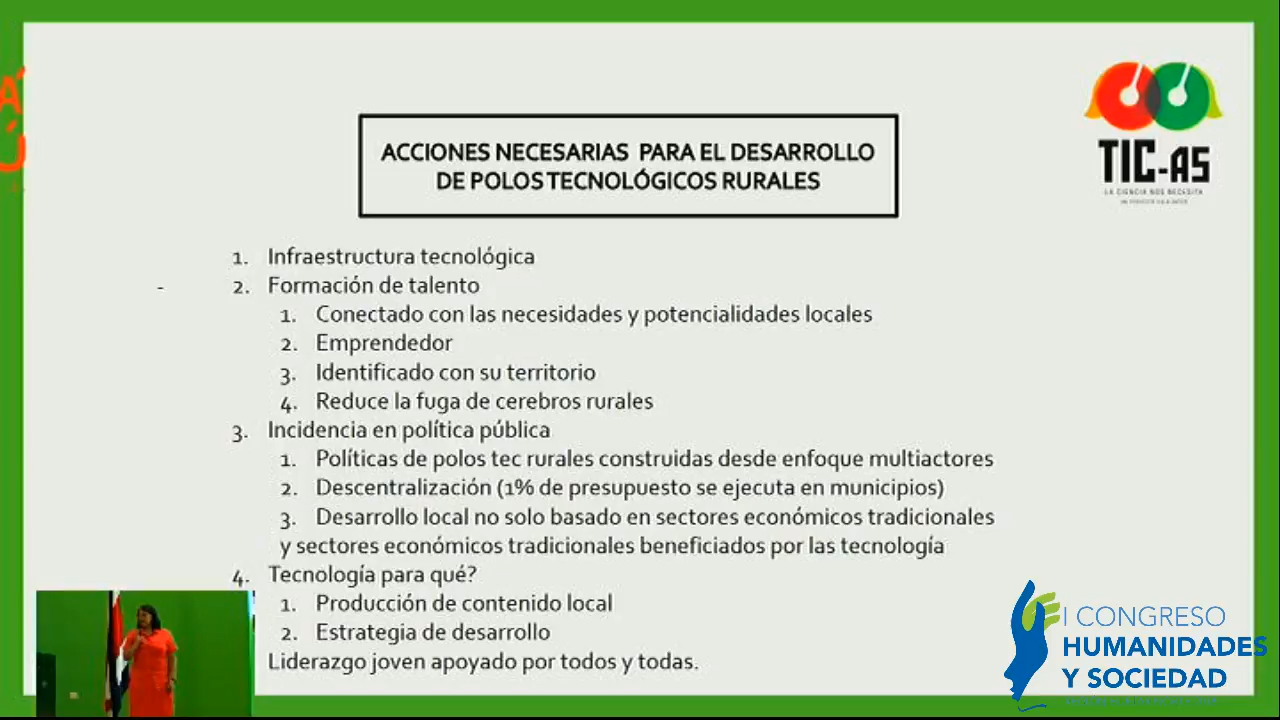 ACCIONES NECESARIAS PARA EL DESARROLLO
DE POLOS TECNOLÓGICOS RURALES
TIC-AS
LA CIENCIA NOS NECESITA
1. Infraestructura tecnológica
-
2. Formación de talento
1. Conectado con las necesidades y potencialidades locales
2. Emprendedor
3. Identificado con su territorio
4. Reduce la fuga de cerebros rurales
3. Incidencia en política pública
1. Políticas de polos tec rurales construidas desde enfoque multiactores
2. Descentralización (1% de presupuesto se ejecuta en municipios)
3. Desarrollo local no solo basado en sectores económicos tradicionales
y sectores económicos tradicionales beneficiados por las tecnología
4. Tecnología para qué?
1. Producción de contenido local
2. Estrategia de desarrollo
Liderazgo joven apoyado por todos y todas.
I CONGRESO
HUMANIDADES
Y SOCIEDAD